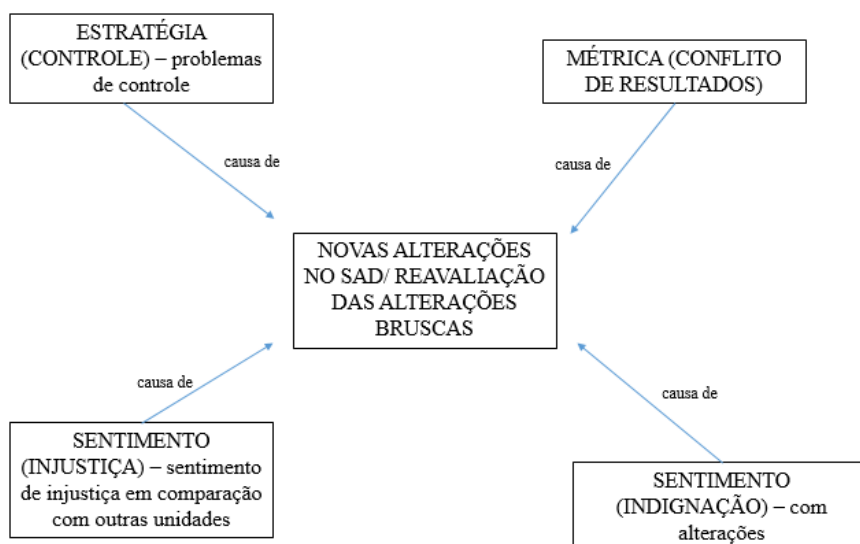 ESTRATÉGIA
(CONTROLE) – problemas
de controle
MÉTRICA (CONFLITO
DE RESULTADOS)
causa de
causa de
NOVAS ALTERAÇÕES
NO SAD/ REAVALIAÇÃO
DAS ALTERAÇÕES
BRUSCAS
causa de
causa de
SENTIMENTO
(INJUSTIÇA) – sentimento
de injustiça em comparação
com outras unidades
SENTIMENTO
(INDIGNAÇÃO) – com
alterações